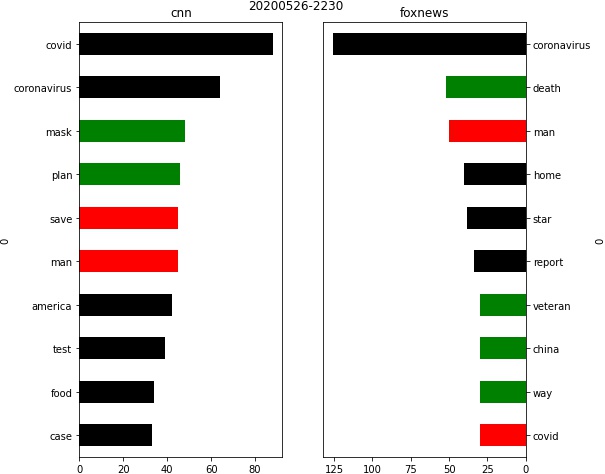 20200526-2230
cnn
foxnews
covid
coronavirus
mask
plan
save
man
america
test
food
case
0
0 20 40 60 80
coronavirus
death
man
home
star
report
veteran
china
way
covid
0
125 100 75 50 25 0